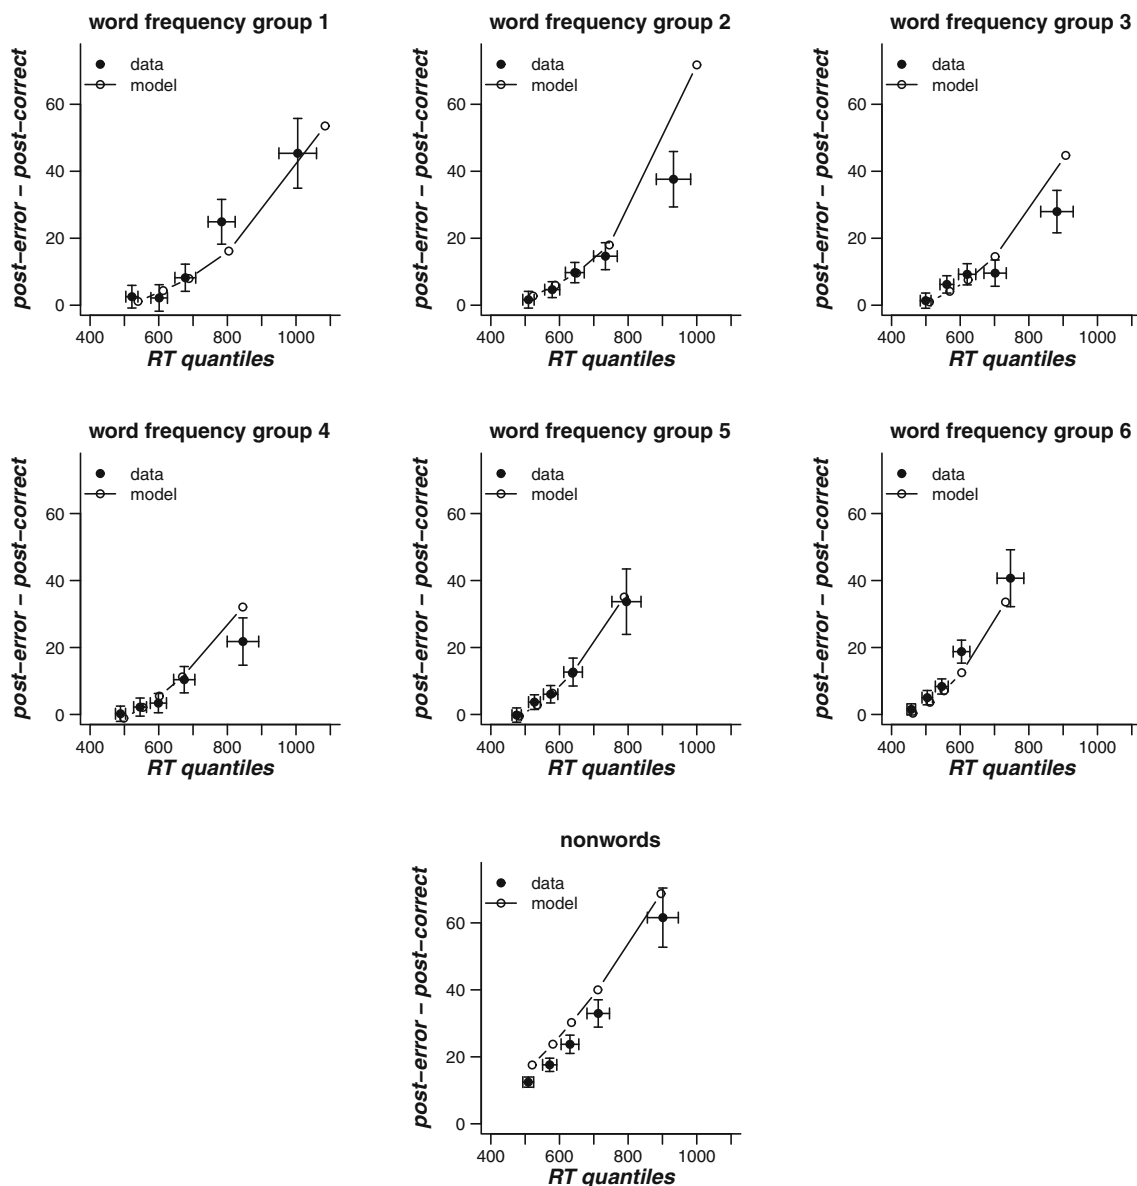 word frequency group 1
post−error − post−correct
data
model
60
40
20
0
400 600 800 1000
RT quantiles
word frequency group 2
post−error − post−correct
data
model
60
40
20
0
400 600 800 1000
RT quantiles
word frequency group 3
post−error − post−correct
data
model
60
40
20
0
400 600 800 1000
RT quantiles
word frequency group 4
post−error − post−correct
data
model
60
40
20
0
400 600 800 1000
RT quantiles
word frequency group 5
post−error − post−correct
data
model
60
40
20
0
400 600 800 1000
RT quantiles
word frequency group 6
post−error − post−correct
data
model
60
40
20
0
400 600 800 1000
RT quantiles
nonwords
post−error − post−correct
data
model
60
40
20
0
400 600 800 1000
RT quantiles